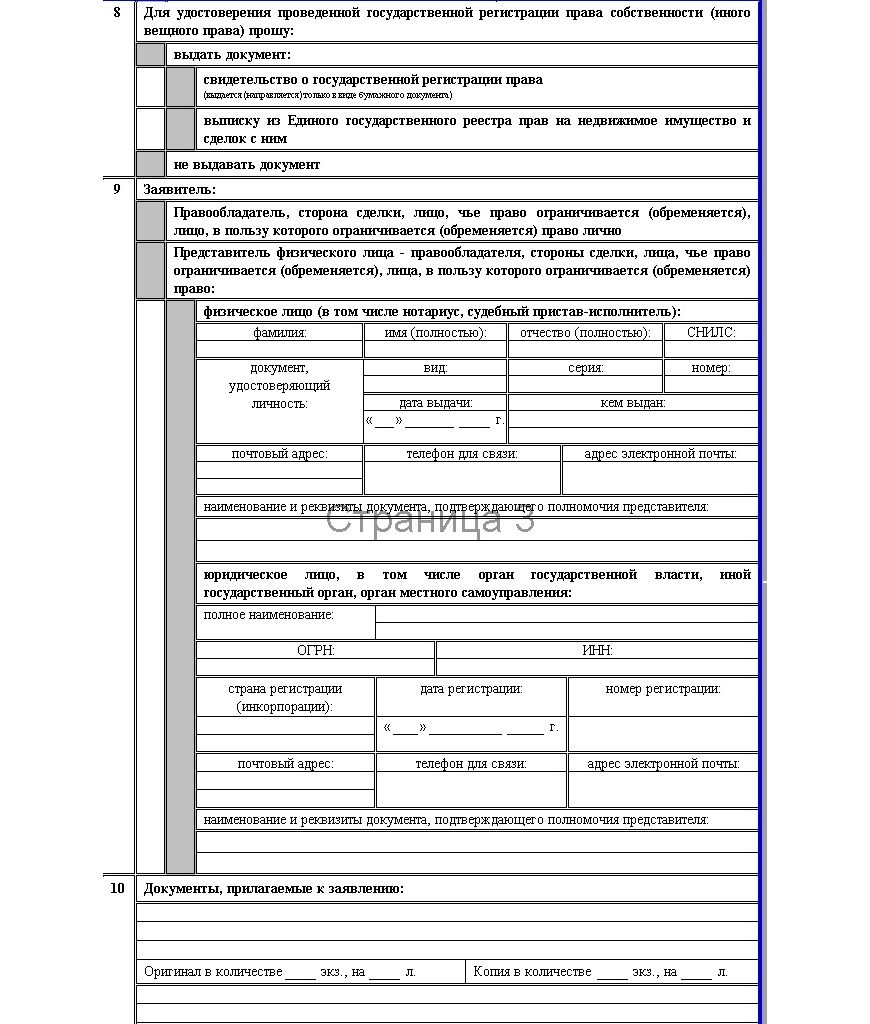 8 Для удостоверения проведенной государственной регистрации права собственности (иного
вещного права) прошу:
выдать документ:
свидетельство о государственной регистрации права
(выдается (направляется) только в виде бумажного документа)
выписку из Единого государственного реестра прав на недвижимое имущество и
сделок с ним
не выдавать документ
9 Заявитель:
Правообладатель, сторона сделки, лицо, чье право ограничивается (обременяется),
лицо, в пользу которого ограничивается (обременяется) право лично
Представитель физического лица - правообладателя, стороны сделки, лица, чье право
ограничивается (обременяется), лица, в пользу которого ограничивается (обременяется)
право:
физическое лицо (в том числе нотариус, судебный пристав-исполнитель):
фамилия: имя (полностью): отчество (полностью): СНИЛС:
документ, вид: серия: номер:
удостоверяющий
личность: дата выдачи: кем выдан:
«___» _______ ____ г.
почтовый адрес: телефон для связи: адрес электронной почты:
наименование и реквизиты документа, подтверждающего полномочия представителя:
Страница 3
юридическое лицо, в том числе орган государственной власти, иной
государственный орган, орган местного самоуправления:
полное наименование:
ОГРН: ИНН:
страна регистрации дата регистрации: номер регистрации:
(инкорпорации):
«___» __________ _____ г.
почтовый адрес: телефон для связи: адрес электронной почты:
наименование и реквизиты документа, подтверждающего полномочия представителя:
10 Документы, прилагаемые к заявлению:
Оригинал в количестве ____ экз., на ____ л. Копия в количестве ____ экз., на ____ л.